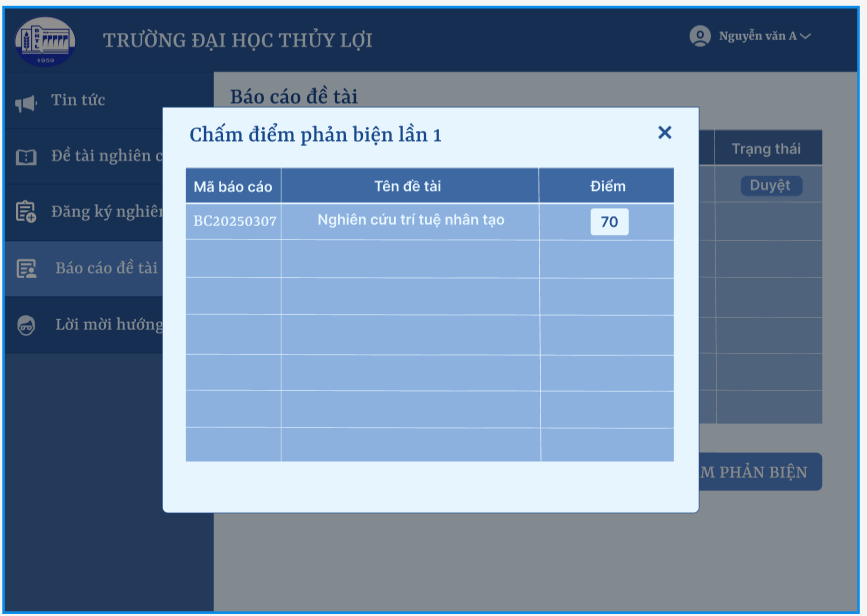 TRƯỜNG ĐẠI HỌC THỦY LỢI
Nguyễn văn A
1959
Tin tức
Đề tài nghiên c
Đăng ký nghiên
Báo cáo đề tài
Lời mời hướng
Báo cáo đề tài
Trạng thái
Duyệt
Chấm điểm phản biện lần 1
Mã báo cáo Tên đề tài Điểm
BC20250307 Nghiên cứu trí tuệ nhân tạo 70
M PHẢN BIỆN